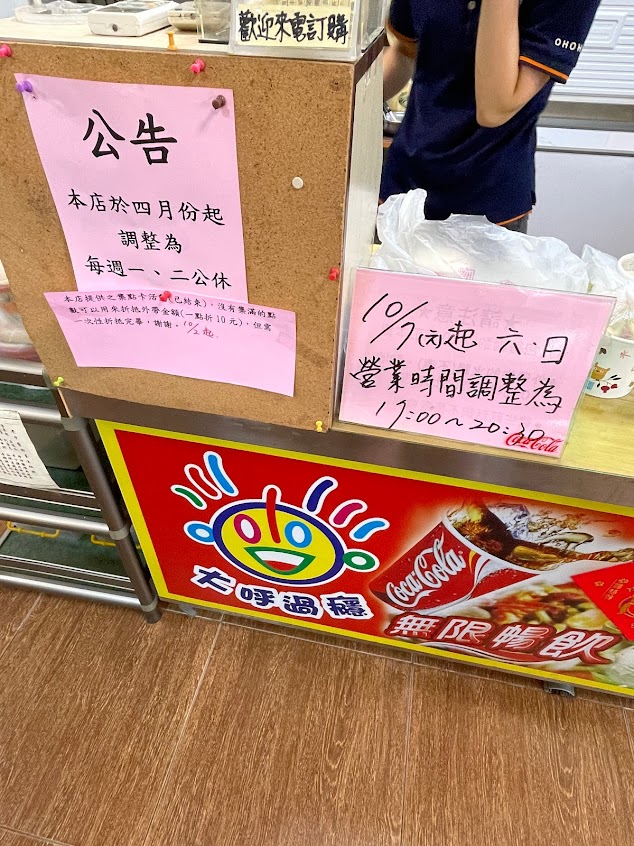 歡迎來電訂購
OHO
公告
本店於四月份起
調整為
每週一、二公休
本店提供之集點卡活(已結束)，沒有集滿的點
數可以用來折抵外帶金額(一點折10元)，但需
一次性折抵完畢，謝謝。10/2起
10/7起 六.日
營業時間調整為
17:00~20:30
Coca-Cola
大呼過癮
Coca-Cola
無限暢飲